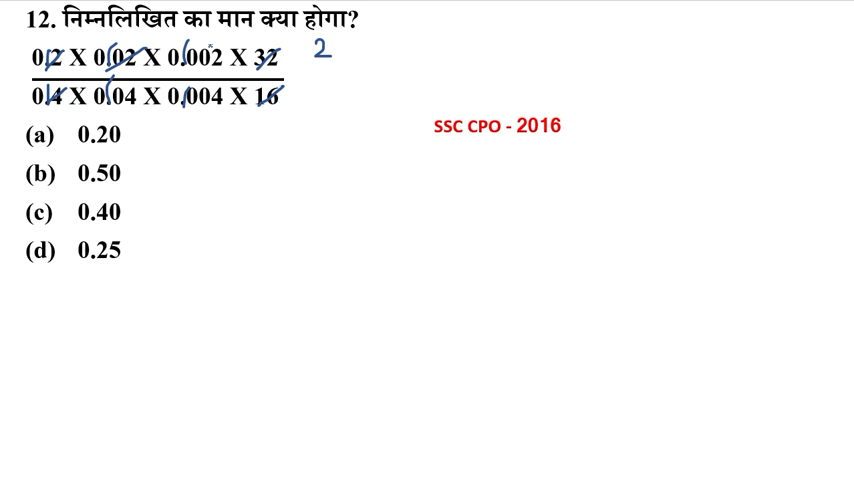 12. निम्नलिखित का मान क्या होगा?
0.2 X 0.02 X 0.002 X 32 2
0.4 X 0.04 X 0.004 X 16
SSC CPO - 2016
(a) 0.20
(b) 0.50
(c) 0.40
(d) 0.25